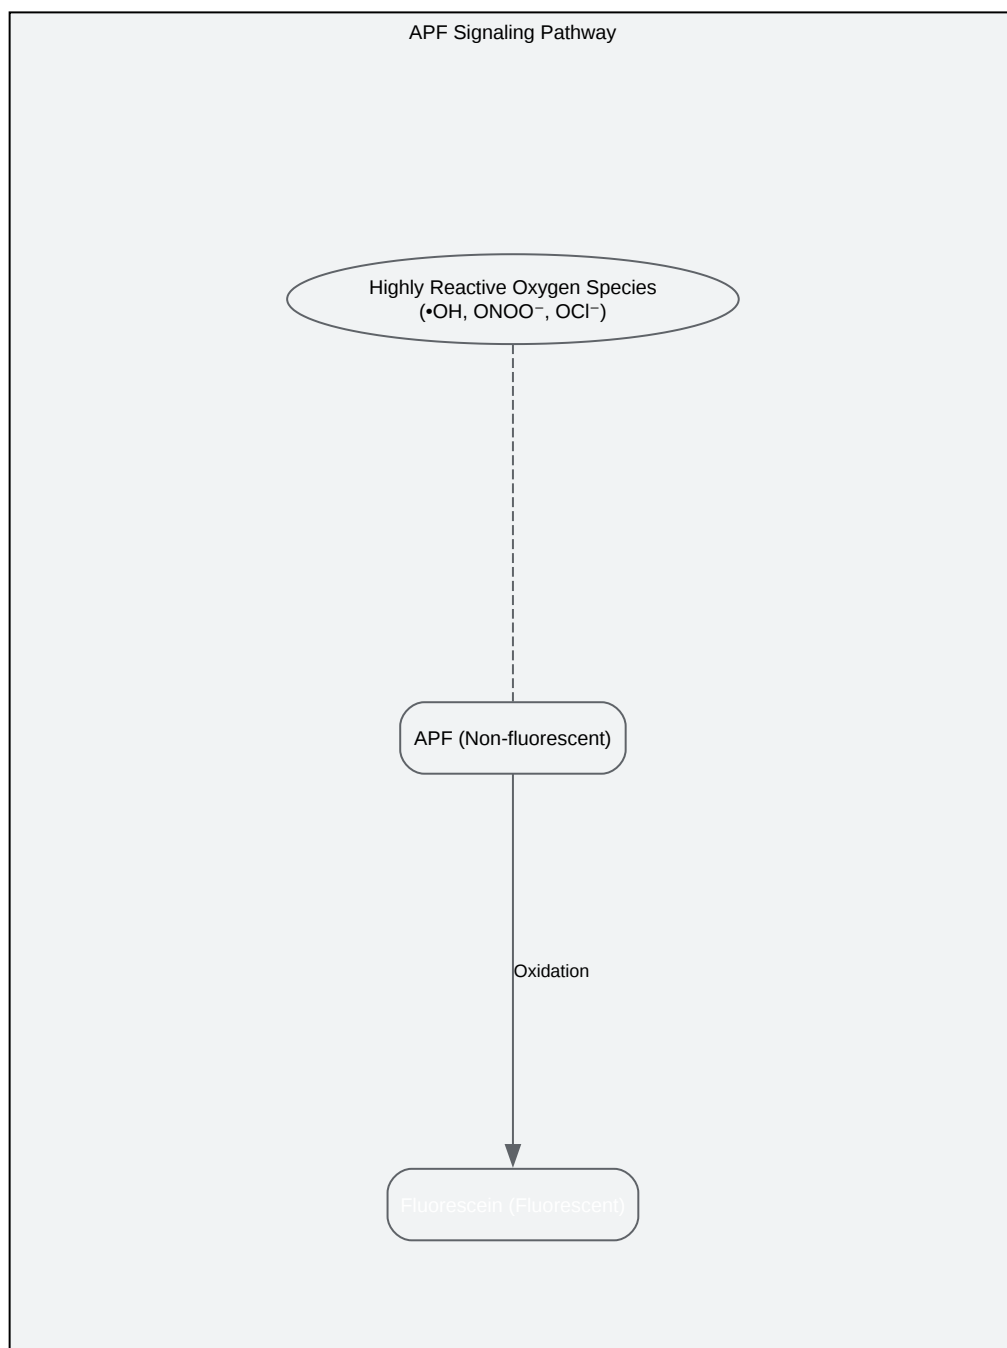 APF Signaling Pathway
Highly Reactive Oxygen Species
(•OH, ONOO⁻, OCl⁻)
APF (Non-fluorescent)
Oxidation
Fluorescein (Fluorescent)